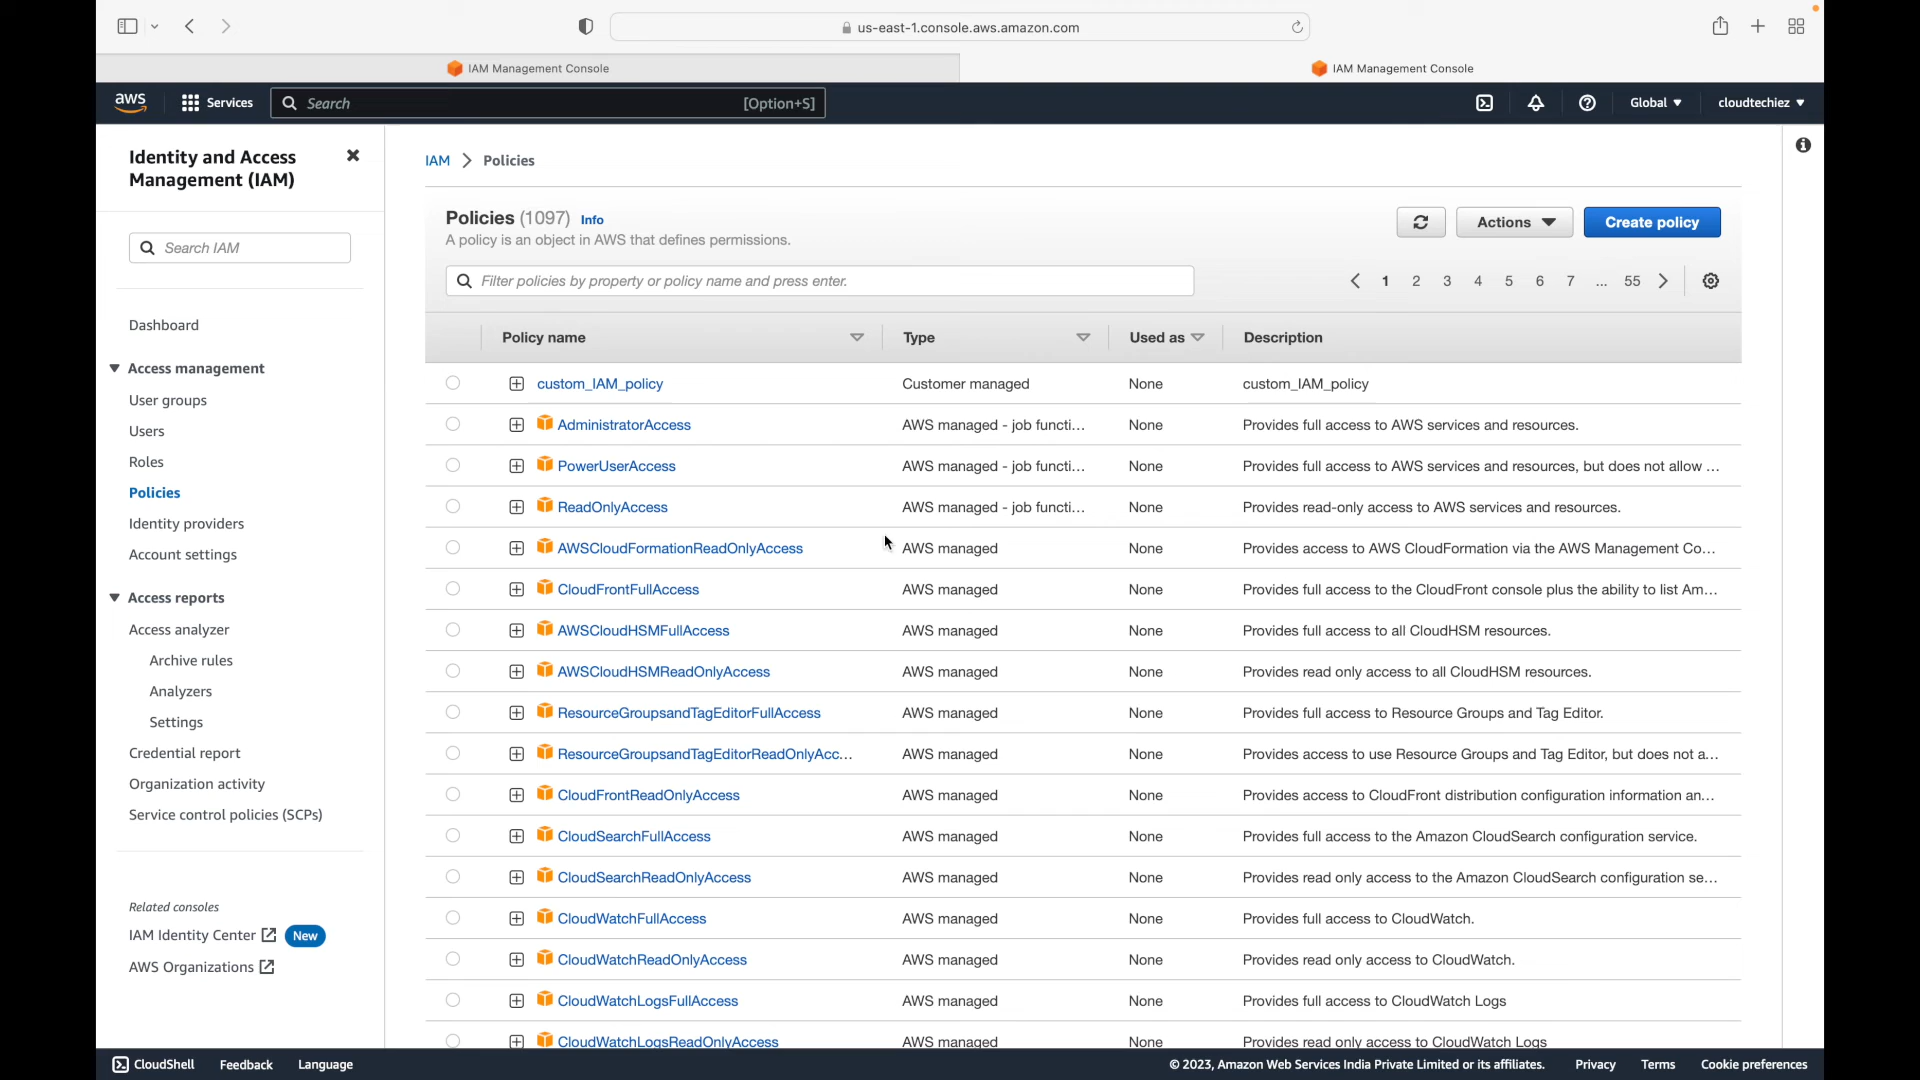 us-east-1.console.aws.amazon.com
IAM Management Console
IAM Management Console
aws
Services
Search
[Option+S]
Global
cloudtechiez
Identity and Access
Management (IAM)
Search IAM
Dashboard
Access management
User groups
Users
Roles
Policies
Identity providers
Account settings
Access reports
Access analyzer
Archive rules
Analyzers
Settings
Credential report
Organization activity
Service control policies (SCPs)
Related consoles
IAM Identity Center New
AWS Organizations
IAM > Policies
Policies (1097) Info
A policy is an object in AWS that defines permissions.
Actions
Create policy
Filter policies by property or policy name and press enter.
1 2 3 4 5 6 7 ... 55
Policy name Type Used as Description
custom_IAM_policy Customer managed None custom_IAM_policy
AdministratorAccess AWS managed - job functi... None Provides full access to AWS services and resources.
PowerUserAccess AWS managed - job functi... None Provides full access to AWS services and resources, but does not allow ...
ReadOnlyAccess AWS managed - job functi... None Provides read-only access to AWS services and resources.
AWSCloudFormationReadOnlyAccess AWS managed None Provides access to AWS CloudFormation via the AWS Management Co...
CloudFrontFullAccess AWS managed None Provides full access to the CloudFront console plus the ability to list Am...
AWSCloudHSMFullAccess AWS managed None Provides full access to all CloudHSM resources.
AWSCloudHSMReadOnlyAccess AWS managed None Provides read only access to all CloudHSM resources.
ResourceGroupsandTagEditorFullAccess AWS managed None Provides full access to Resource Groups and Tag Editor.
ResourceGroupsandTagEditorReadOnlyAcc... AWS managed None Provides access to use Resource Groups and Tag Editor, but does not a...
CloudFrontReadOnlyAccess AWS managed None Provides access to CloudFront distribution configuration information an...
CloudSearchFullAccess AWS managed None Provides full access to the Amazon CloudSearch configuration service.
CloudSearchReadOnlyAccess AWS managed None Provides read only access to the Amazon CloudSearch configuration se...
CloudWatchFullAccess AWS managed None Provides full access to CloudWatch.
CloudWatchReadOnlyAccess AWS managed None Provides read only access to CloudWatch.
CloudWatchLogsFullAccess AWS managed None Provides full access to CloudWatch Logs
CloudWatchLogsReadOnlyAccess AWS managed None Provides read only access to CloudWatch Logs
CloudShell Feedback Language
© 2023, Amazon Web Services India Private Limited or its affiliates. Privacy Terms Cookie preferences